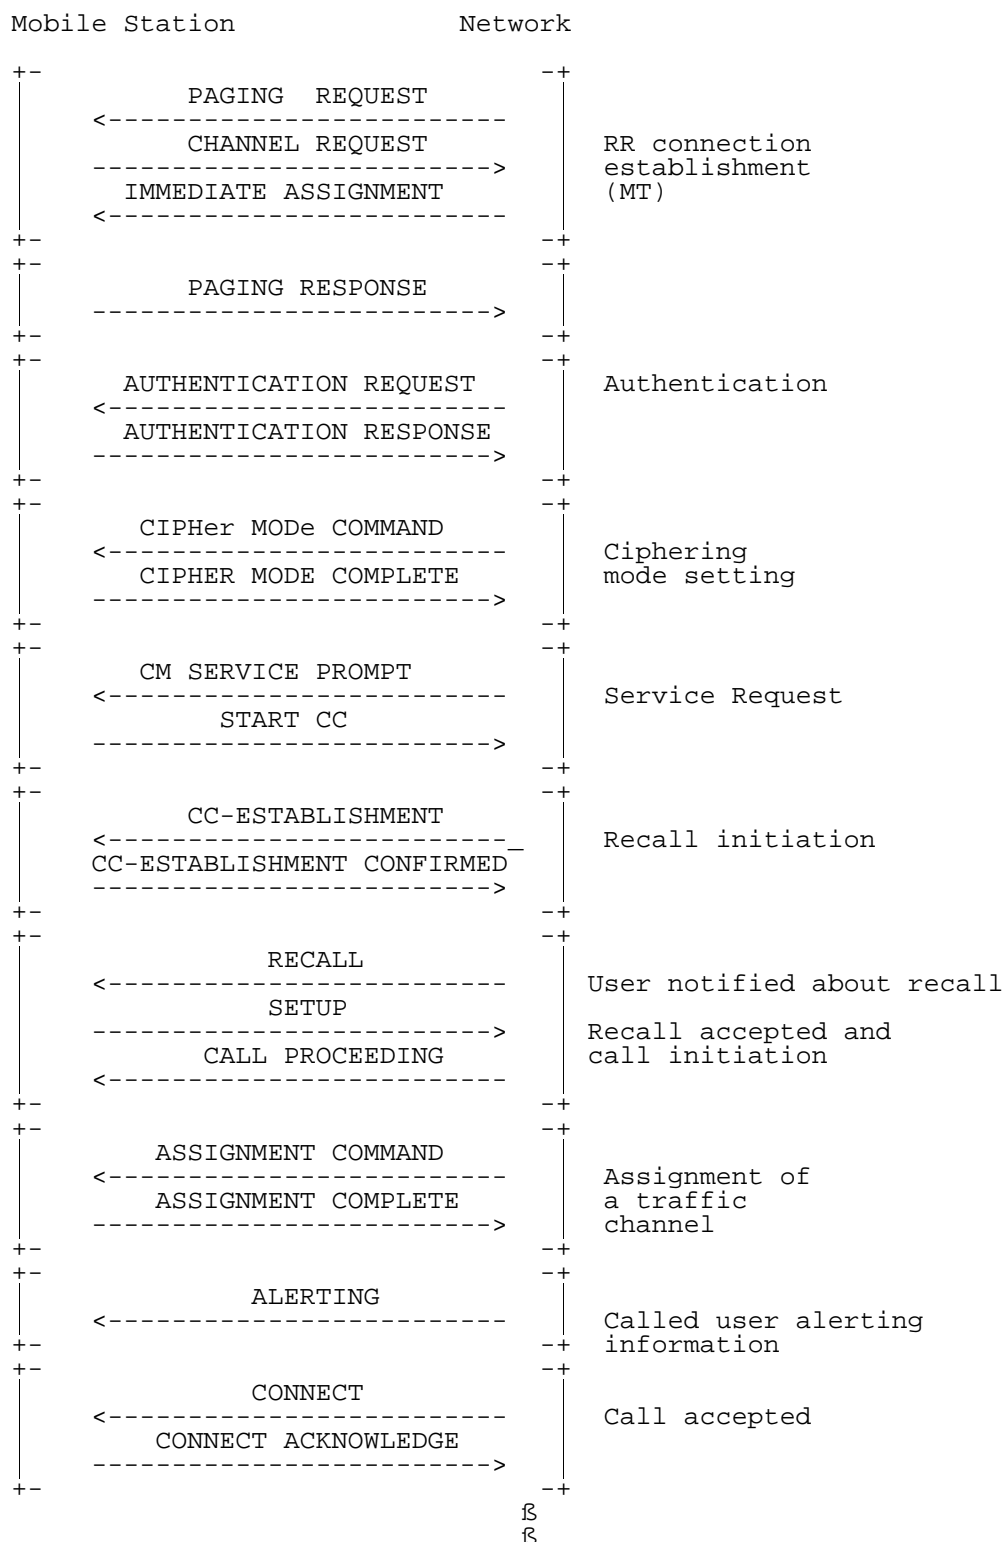 Mobile Station Network
+- -+
PAGING REQUEST
<-------------------------
CHANNEL REQUEST RR connection
-------------------------> establishment
IMMEDIATE ASSIGNMENT (MT)
<-------------------------
+- -+
+- -+
PAGING RESPONSE
------------------------->
+- -+
+- -+
AUTHENTICATION REQUEST Authentication
<-------------------------
AUTHENTICATION RESPONSE
------------------------->
+- -+
+- -+
CIPHer MODe COMMAND
<------------------------- Ciphering
CIPHER MODE COMPLETE mode setting
------------------------->
+- -+
+- -+
CM SERVICE PROMPT
<------------------------- Service Request
START CC
------------------------->
+- -+
+- -+
CC-ESTABLISHMENT
<-------------------------_ Recall initiation
CC-ESTABLISHMENT CONFIRMED
------------------------->
+- -+
+- -+
RECALL
<------------------------- User notified about recall
SETUP
-------------------------> Recall accepted and
CALL PROCEEDING call initiation
<-------------------------
+- -+
+- -+
ASSIGNMENT COMMAND
<------------------------- Assignment of
ASSIGNMENT COMPLETE a traffic
-------------------------> channel
+- -+
+- -+
ALERTING
<------------------------- Called user alerting
+- -+ information
+- -+
CONNECT
<------------------------- Call accepted
CONNECT ACKNOWLEDGE
------------------------->
+- -+
ß
ß